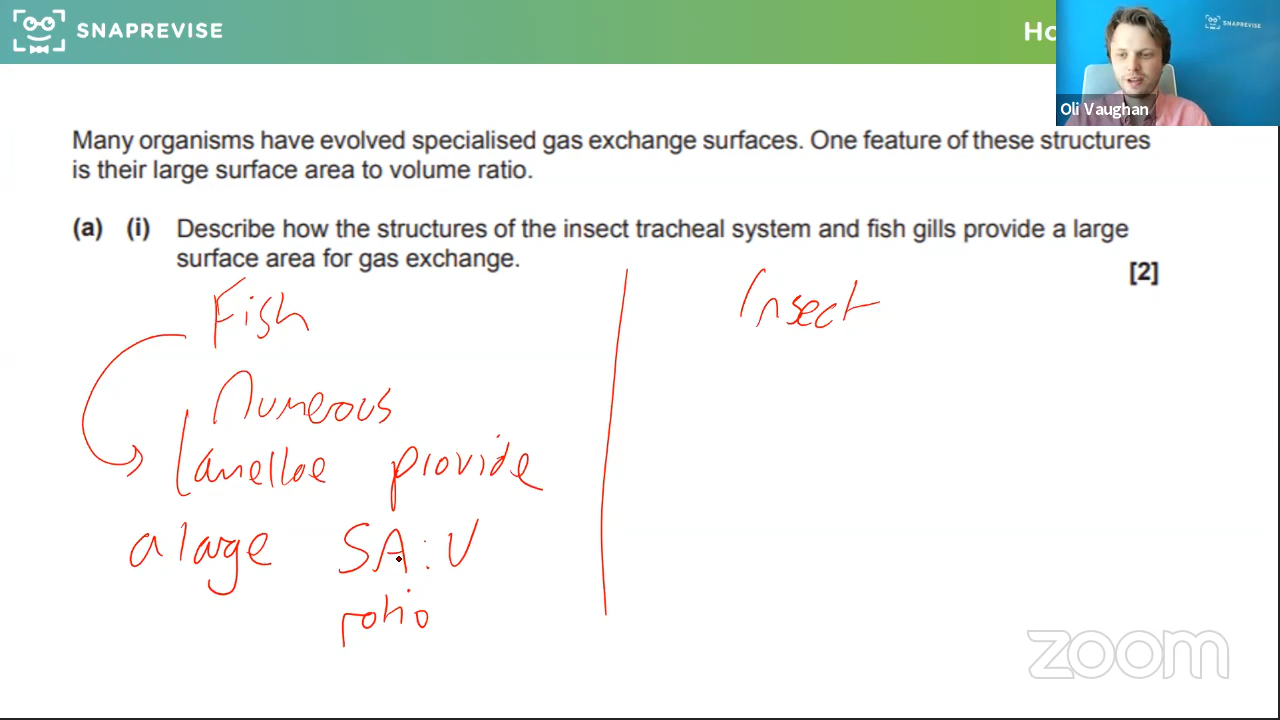 SNAPREVISE
Ho
SNAPREVISE
Oli Vaughan
Many organisms have evolved specialised gas exchange surfaces. One feature of these structures
is their large surface area to volume ratio.
(a) (i) Describe how the structures of the insect tracheal system and fish gills provide a large
surface area for gas exchange.
[2]
Fish
numerous
lamellae provide
a large SA:V
ratio
Insect
zoom